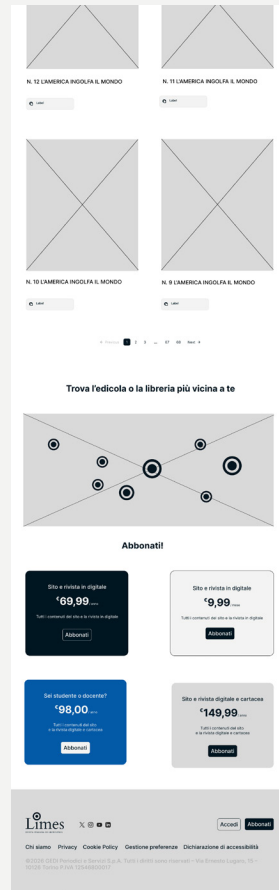 N. 12 L'AMERICA INGOLFA IL MONDO
N. 11 L'AMERICA INGOLFA IL MONDO
Label
Label
N. 10 L'AMERICA INGOLFA IL MONDO
N. 9 L'AMERICA INGOLFA IL MONDO
Label
Label
← Previous 1 2 3 ... 67 68 Next →
Trova l'edicola o la libreria più vicina a te
Abbonati!
Sito e rivista in digitale
€69,99
Tutti i contenuti del sito e la rivista in digitale
Abbonati
Sito e rivista in digitale
€9,99
Tutti i contenuti del sito e la rivista in digitale
Abbonati
Sei studente o docente?
€98,00
Tutti i contenuti del sito
e la rivista digitale e cartacea
Abbonati
Sito e rivista digitale e cartacea
€149,99
Tutti i contenuti del sito
e la rivista digitale e cartacea
Abbonati
Limes
Accedi
Abbonati
Chi siamo Privacy Cookie Policy Gestione preferenze Dichiarazione di accessibilità